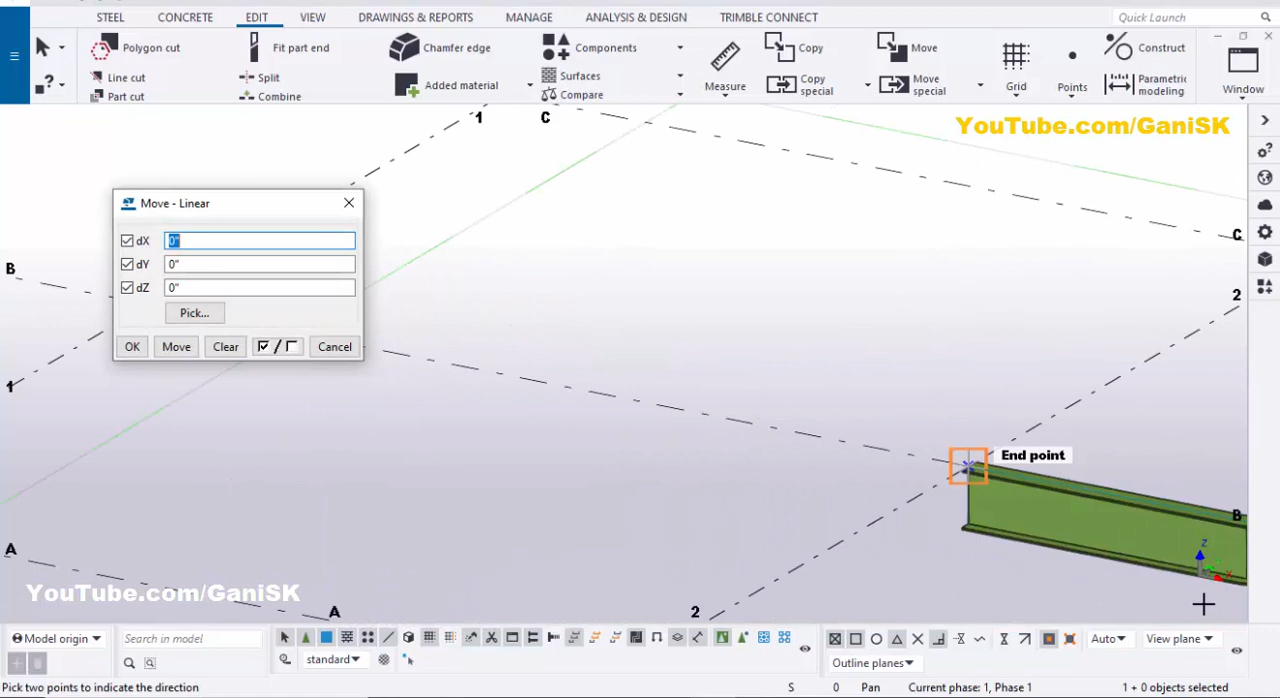 STEEL CONCRETE EDIT VIEW DRAWINGS & REPORTS MANAGE ANALYSIS & DESIGN TRIMBLE CONNECT Quick Launch
Polygon cut Fit part end Chamfer edge Components Copy Move Construct
Line cut Split Added material Surfaces Measure Copy special Move special Grid Points Parametric modeling Window
Part cut Combine Compare
YouTube.com/GaniSK
1 C
Move - Linear
dX 0"
dY 0"
dZ 0"
Pick...
OK Move Clear / Cancel
B
C
2
1
End point
B
A
Z
X
YouTube.com/GaniSK
A 2
Model origin Search in model
standard
Auto View plane
Outline planes
Pick two points to indicate the direction S 0 Pan Current phase: 1, Phase 1 1 + 0 objects selected